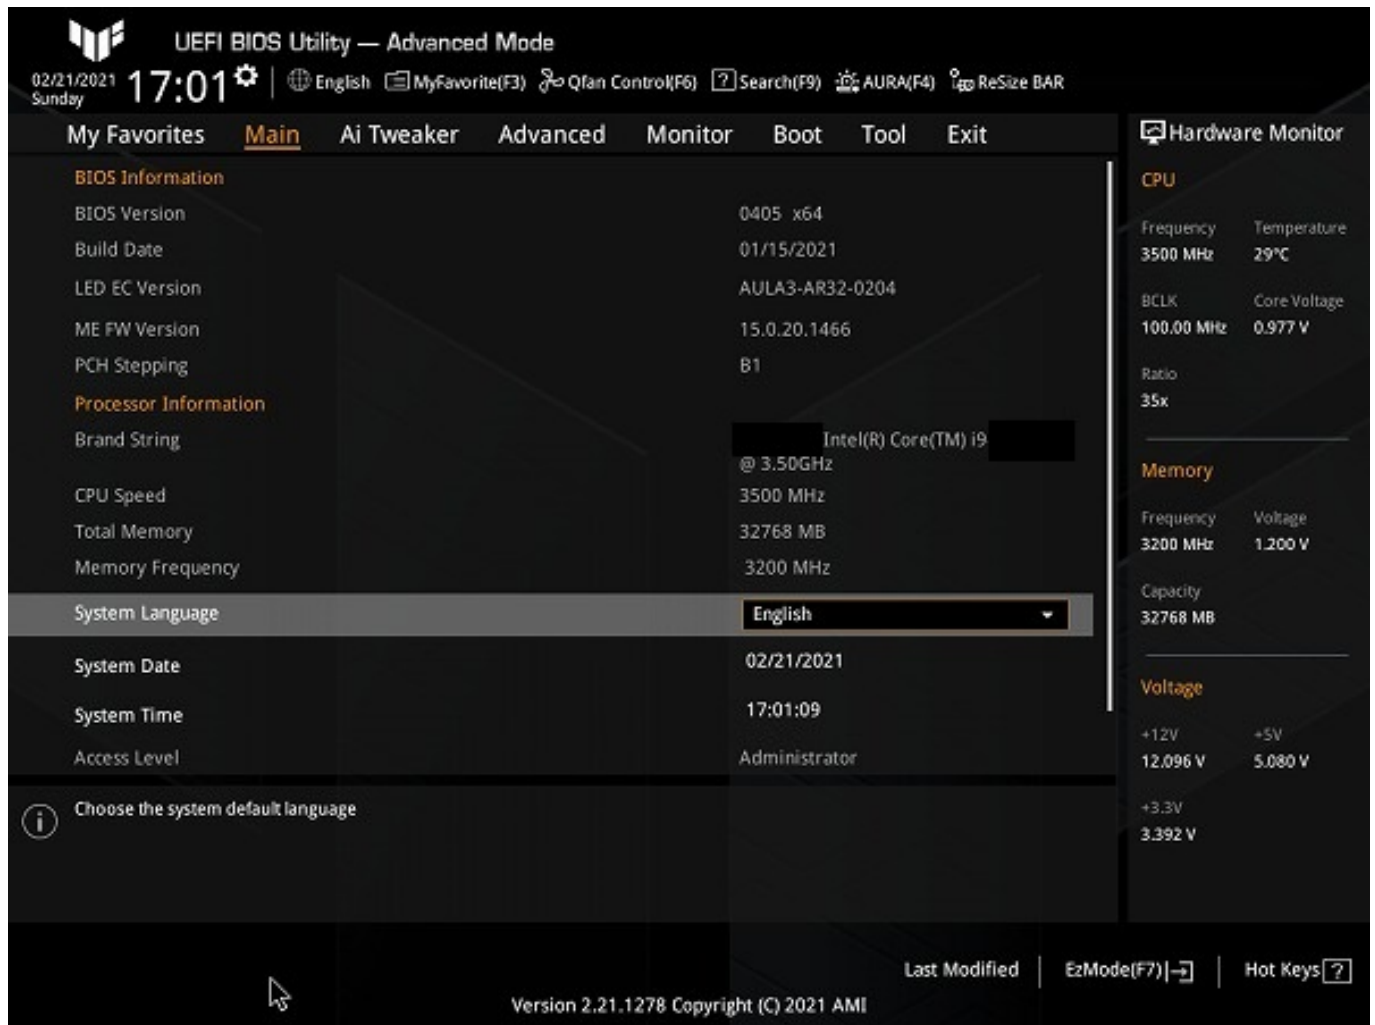 UEFI BIOS Utility — Advanced Mode
02/21/2021
Sunday
17:01
English
MyFavorite(F3)
Qfan Control(F6)
Search(F9)
AURA(F4)
ReSize BAR
My Favorites Main Ai Tweaker Advanced Monitor Boot Tool Exit
BIOS Information
BIOS Version 0405 x64
Build Date 01/15/2021
LED EC Version AULA3-AR32-0204
ME FW Version 15.0.20.1466
PCH Stepping B1
Processor Information
Brand String Intel(R) Core(TM) i9
@ 3.50GHz
CPU Speed 3500 MHz
Total Memory 32768 MB
Memory Frequency 3200 MHz
System Language English
System Date 02/21/2021
System Time 17:01:09
Access Level Administrator
Choose the system default language
Hardware Monitor
CPU
Frequency Temperature
3500 MHz 29°C
BCLK Core Voltage
100.00 MHz 0.977 V
Ratio
35x
Memory
Frequency Voltage
3200 MHz 1.200 V
Capacity
32768 MB
Voltage
+12V +5V
12.096 V 5.080 V
+3.3V
3.392 V
Last Modified EzMode(F7) Hot Keys ?
Version 2.21.1278 Copyright (C) 2021 AMI